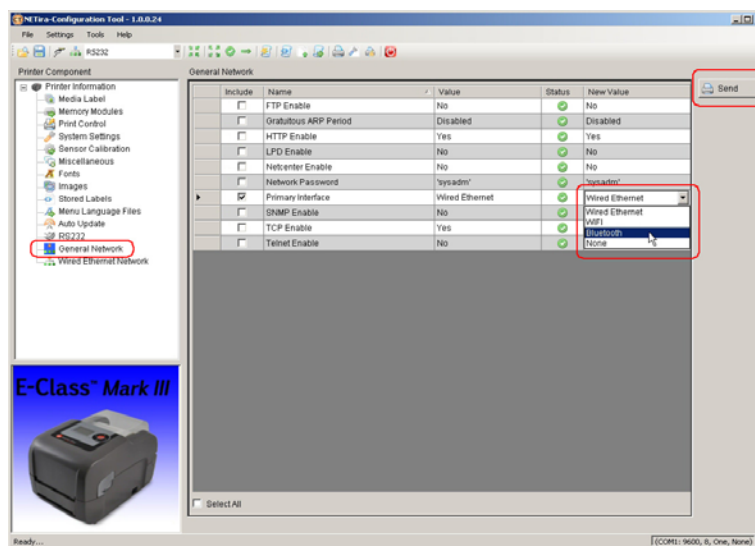 NETira-Configuration Tool - 1.0.0.24
File Settings Tools Help
RS232
Printer Component
General Network
Printer Information
Media Label
Memory Modules
Print Control
System Settings
Sensor Calibration
Miscellaneous
Fonts
Images
Stored Labels
Menu Language Files
Auto Update
RS232
General Network
Wired Ethernet Network
Include Name Value Status New Value
FTP Enable No No
Gratuitous ARP Period Disabled Disabled
HTTP Enable Yes Yes
LPD Enable No No
Netcenter Enable No No
Network Password 'sysadm' 'sysadm'
Primary Interface Wired Ethernet Wired Ethernet
SNMP Enable No Wired Ethernet
WIFI
TCP Enable Yes Bluetooth
Telnet Enable No None
Send
E-Class™ Mark III
Select All
Ready...
(COM1: 9600, 8, One, None)